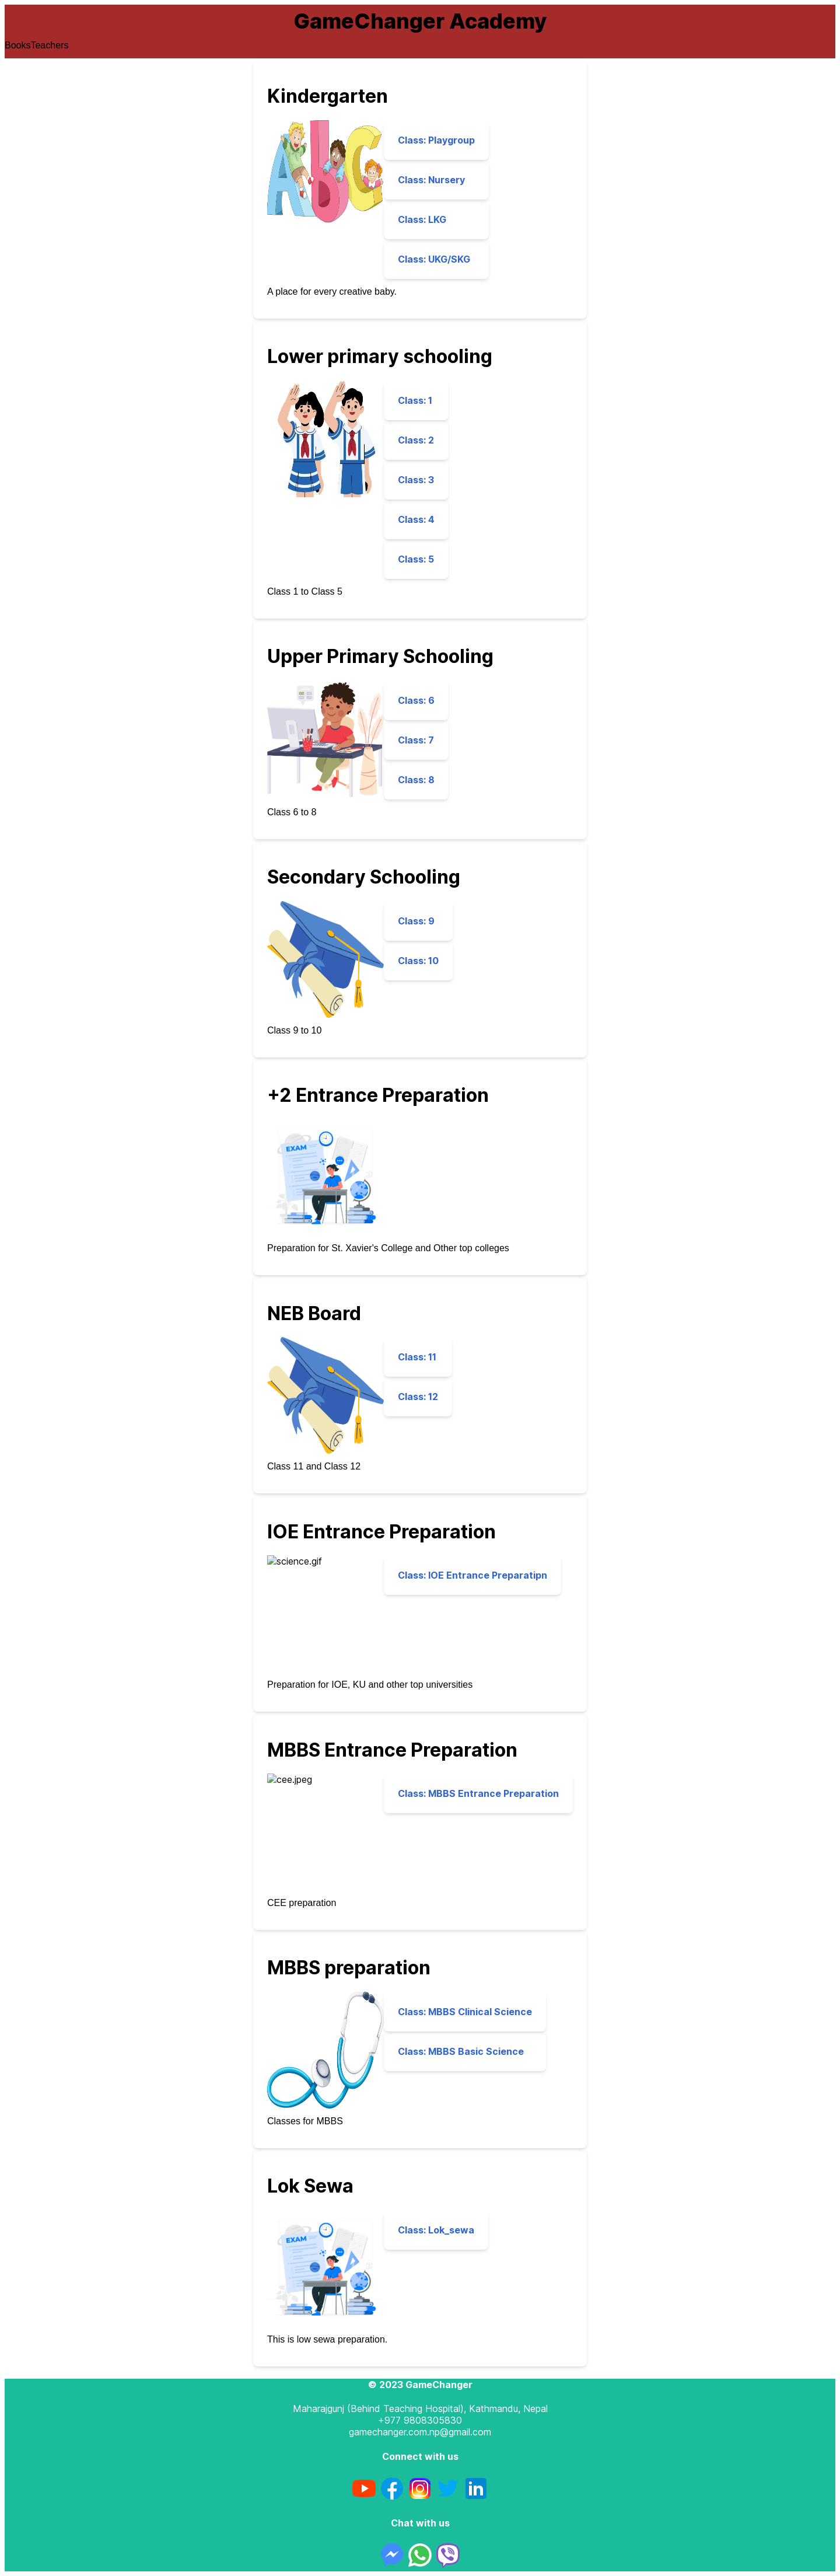 GameChanger Academy
BooksTeachers
Kindergarten
Class: Playgroup
Class: Nursery
Class: LKG
Class: UKG/SKG
A place for every creative baby.
Lower primary schooling
Class: 1
Class: 2
Class: 3
Class: 4
Class: 5
Class 1 to Class 5
Upper Primary Schooling
Class: 6
Class: 7
Class: 8
Class 6 to 8
Secondary Schooling
Class: 9
Class: 10
Class 9 to 10
+2 Entrance Preparation
EXAM
Preparation for St. Xavier's College and Other top colleges
NEB Board
Class: 11
Class: 12
Class 11 and Class 12
IOE Entrance Preparation
science.gif
Class: IOE Entrance Preparatipn
Preparation for IOE, KU and other top universities
MBBS Entrance Preparation
cee.jpeg
Class: MBBS Entrance Preparation
CEE preparation
MBBS preparation
Class: MBBS Clinical Science
Class: MBBS Basic Science
Classes for MBBS
Lok Sewa
EXAM
Class: Lok_sewa
This is low sewa preparation.
© 2023 GameChanger
Maharajgunj (Behind Teaching Hospital), Kathmandu, Nepal
+977 9808305830
gamechanger.com.np@gmail.com
Connect with us
Chat with us